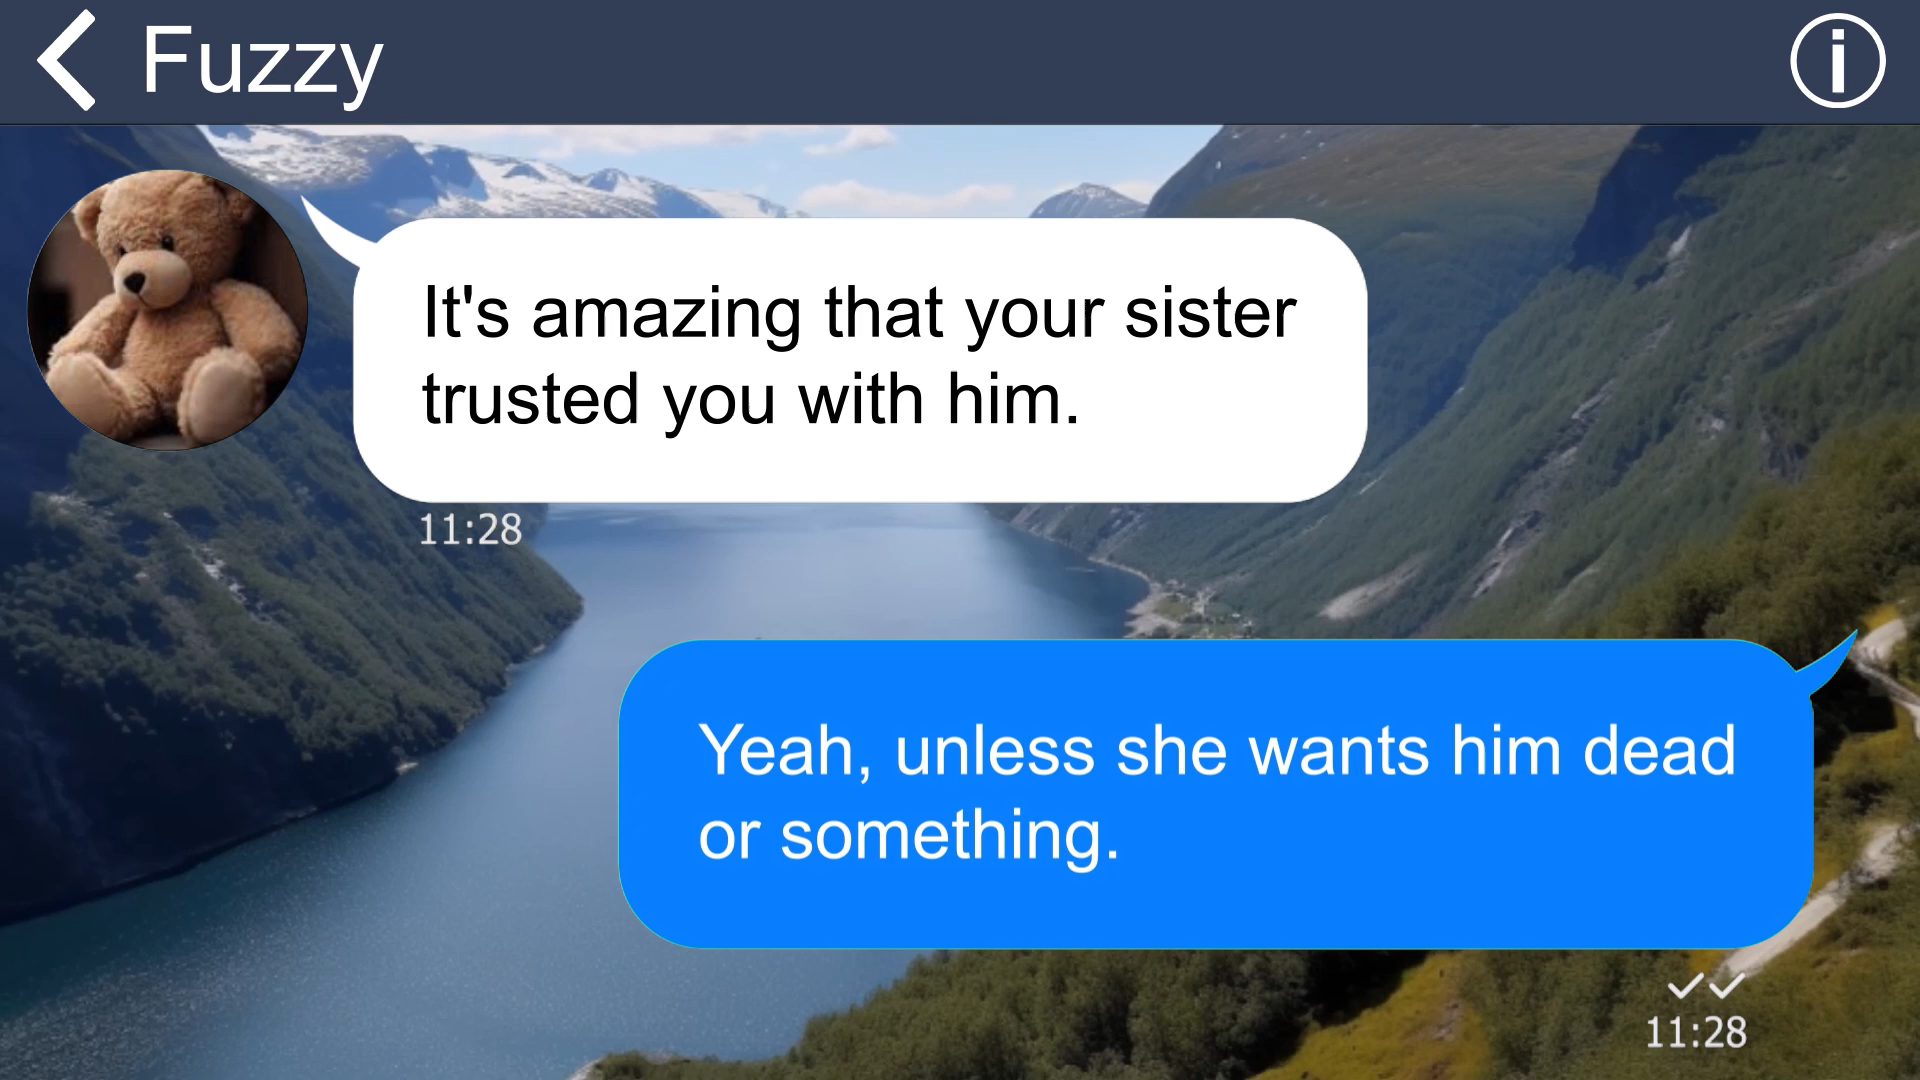 Fuzzy
It's amazing that your sister
trusted you with him.
11:28
Yeah, unless she wants him dead
or something.
11:28